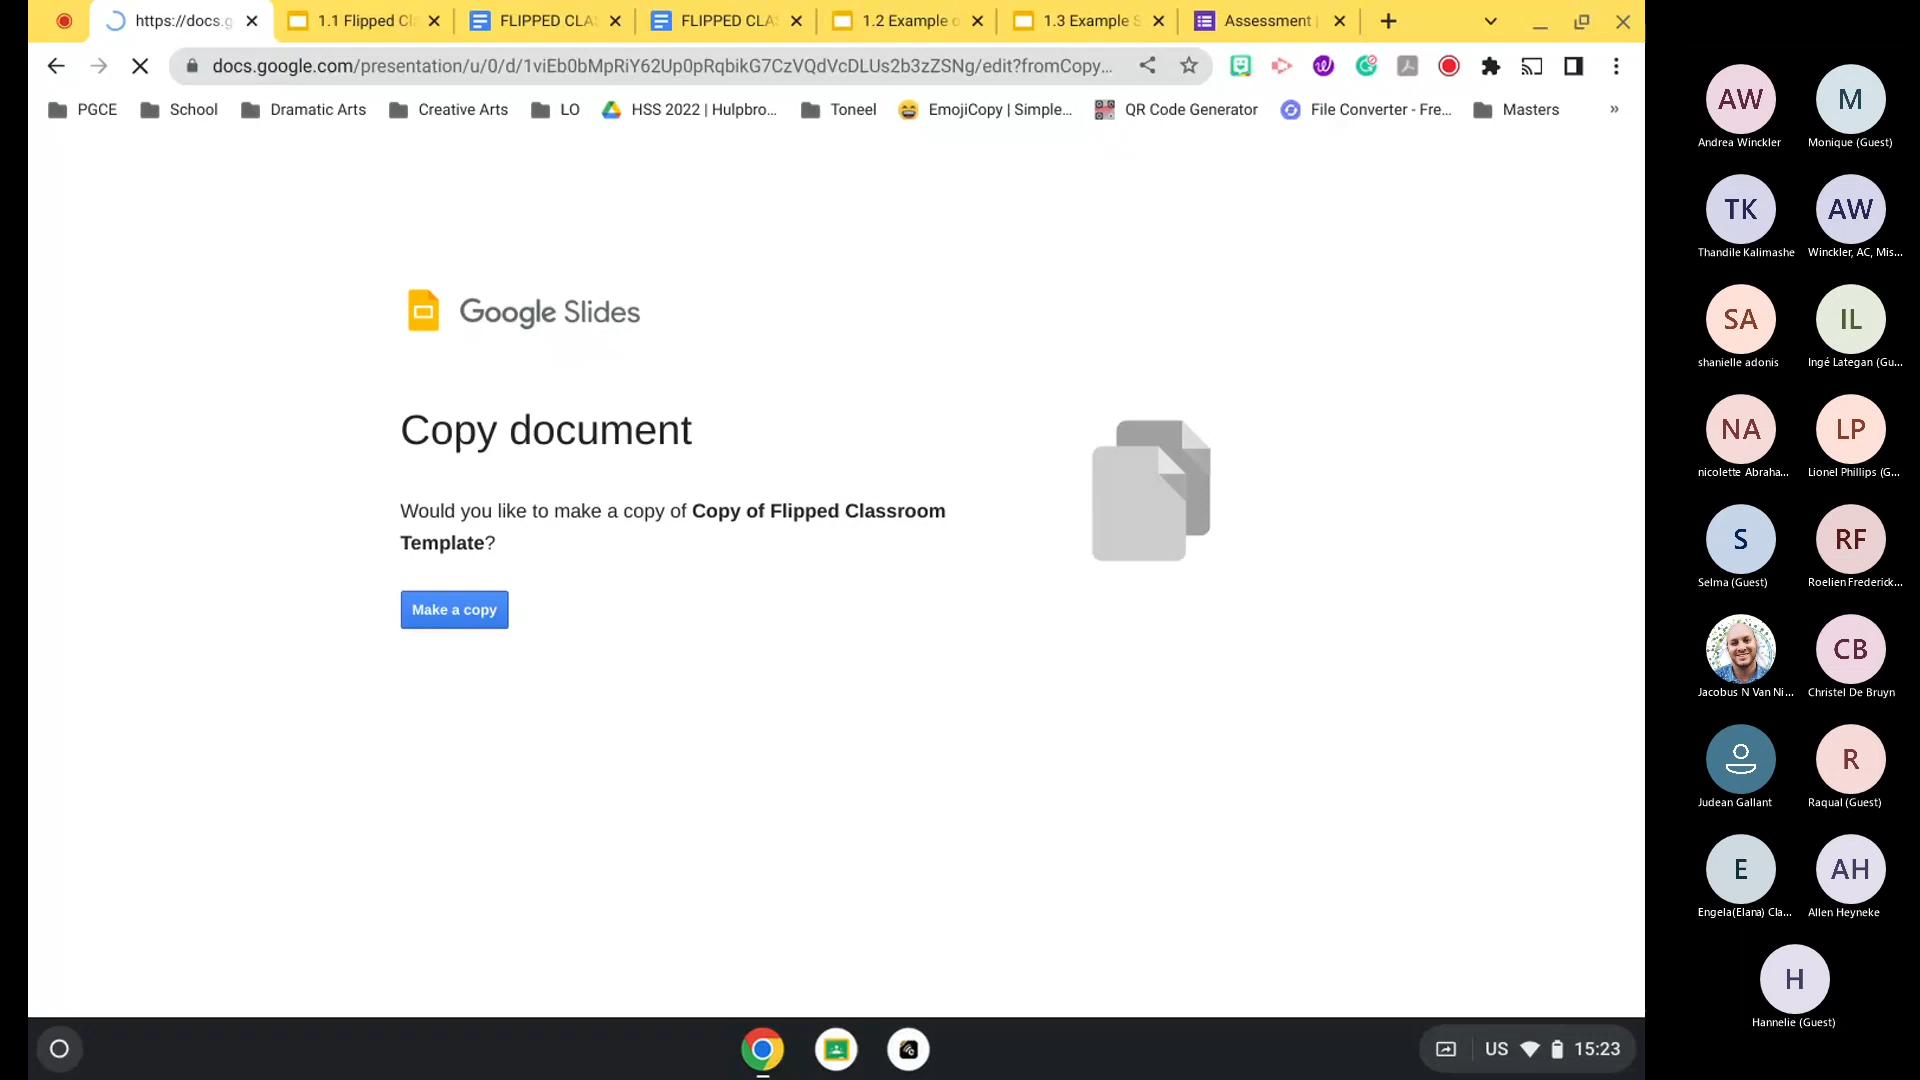 https://docs.g
1.1 Flipped Cl
FLIPPED CLA
FLIPPED CLA
1.2 Example o
1.3 Example S
Assessment
docs.google.com/presentation/u/0/d/1viEb0bMpRiY62Up0pRqbikG7CzVQdVcDLUs2b3zZSNg/edit?fromCopy...
PGCE
School
Dramatic Arts
Creative Arts
LO
HSS 2022 | Hulpbro...
Toneel
EmojiCopy | Simple...
QR Code Generator
File Converter - Fre...
Masters
»
Google Slides
Copy document
Would you like to make a copy of Copy of Flipped Classroom
Template?
Make a copy
US
15:23
AW
Andrea Winckler
M
Monique (Guest)
TK
Thandile Kalimashe
AW
Winckler, AC, Mis...
SA
shanielle adonis
IL
Ingé Lategan (Gu...
NA
nicolette Abraha...
LP
Lionel Phillips (G...
S
Selma (Guest)
RF
Roelien Frederick...
Jacobus N Van Ni...
CB
Christel De Bruyn
Judean Gallant
R
Raqual (Guest)
E
Engela(Elana) Cla...
AH
Allen Heyneke
H
Hannelie (Guest)